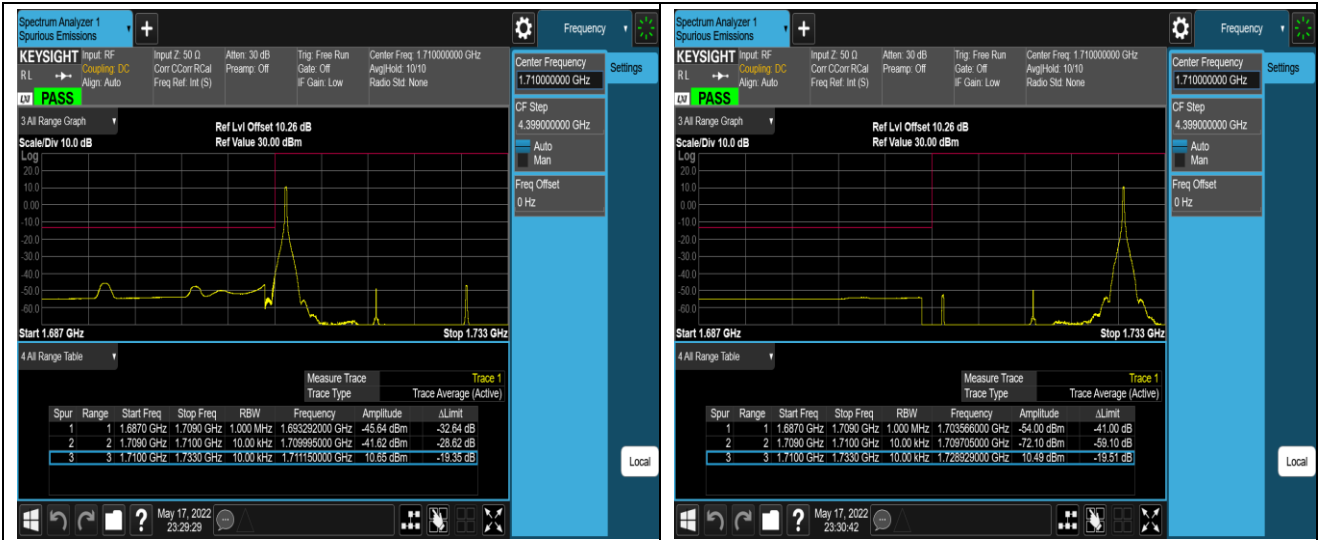 Spectrum Analyzer 1
Spurious Emissions
+
Frequency
KEYSIGHT Input: RF Input Z: 50 Ω Atten: 30 dB Trig: Free Run Center Freq: 1.710000000 GHz
R L Coupling: DC Corr CCorr RCal Preamp: Off Gate: Off Avg|Hold: 10/10
Align: Auto Freq Ref: Int (S) IF Gain: Low Radio Std: None
LXI PASS
Center Frequency
1.710000000 GHz
Settings
CF Step
4.399000000 GHz
Auto
Man
Freq Offset
0 Hz
3 All Range Graph
Ref Lvl Offset 10.26 dB
Scale/Div 10.0 dB Ref Value 30.00 dBm
Log
20.0
10.0
0.00
-10.0
-20.0
-30.0
-40.0
-50.0
-60.0
Start 1.687 GHz Stop 1.733 GHz
4 All Range Table
Measure Trace Trace 1
Trace Type Trace Average (Active)
Spur Range Start Freq Stop Freq RBW Frequency Amplitude ΔLimit
1 1 1.6870 GHz 1.7090 GHz 1.000 MHz 1.693292000 GHz -45.64 dBm -32.64 dB
2 2 1.7090 GHz 1.7100 GHz 10.00 kHz 1.709995000 GHz -41.62 dBm -28.62 dB
3 3 1.7100 GHz 1.7330 GHz 10.00 kHz 1.711150000 GHz 10.65 dBm -19.35 dB
Local
? May 17, 2022
23:29:29
Spectrum Analyzer 1
Spurious Emissions
+
Frequency
KEYSIGHT Input: RF Input Z: 50 Ω Atten: 30 dB Trig: Free Run Center Freq: 1.710000000 GHz
R L Coupling: DC Corr CCorr RCal Preamp: Off Gate: Off Avg|Hold: 10/10
Align: Auto Freq Ref: Int (S) IF Gain: Low Radio Std: None
LXI PASS
Center Frequency
1.710000000 GHz
Settings
CF Step
4.399000000 GHz
Auto
Man
Freq Offset
0 Hz
3 All Range Graph
Ref Lvl Offset 10.26 dB
Scale/Div 10.0 dB Ref Value 30.00 dBm
Log
20.0
10.0
0.00
-10.0
-20.0
-30.0
-40.0
-50.0
-60.0
Start 1.687 GHz Stop 1.733 GHz
4 All Range Table
Measure Trace Trace 1
Trace Type Trace Average (Active)
Spur Range Start Freq Stop Freq RBW Frequency Amplitude ΔLimit
1 1 1.6870 GHz 1.7090 GHz 1.000 MHz 1.703566000 GHz -54.00 dBm -41.00 dB
2 2 1.7090 GHz 1.7100 GHz 10.00 kHz 1.709705000 GHz -72.10 dBm -59.10 dB
3 3 1.7100 GHz 1.7330 GHz 10.00 kHz 1.728929000 GHz 10.49 dBm -19.51 dB
Local
? May 17, 2022
23:30:42